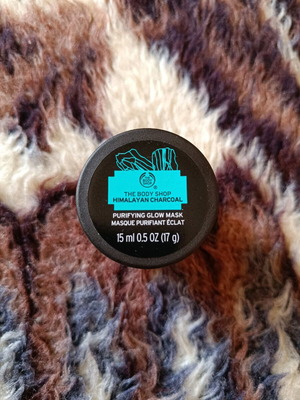 THE BODY SHOP
HIMALAYAN CHARCOAL
PURIFYING GLOW MASK
MASQUE PURIFIANT ÉCLAT
15 ml 0.5 OZ (17 g)